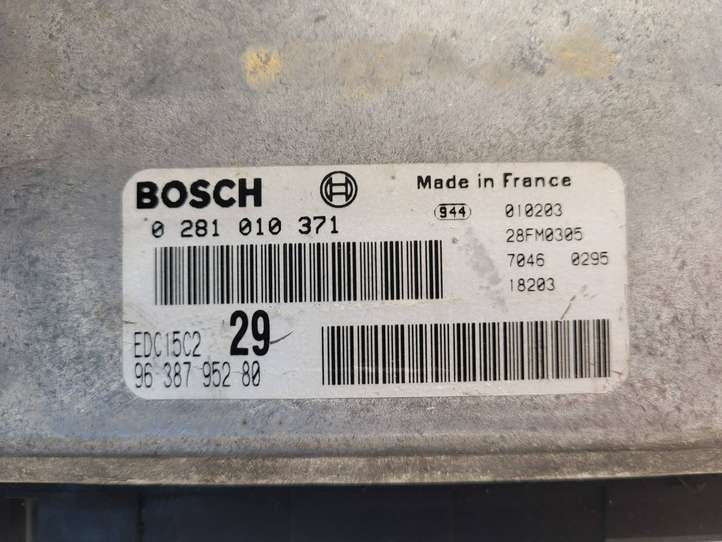 BOSCH
Made in France
0 281 010 371
944 010203
28FM0305
7046 0295
18203
EDC15C2 29
96 387 952 80